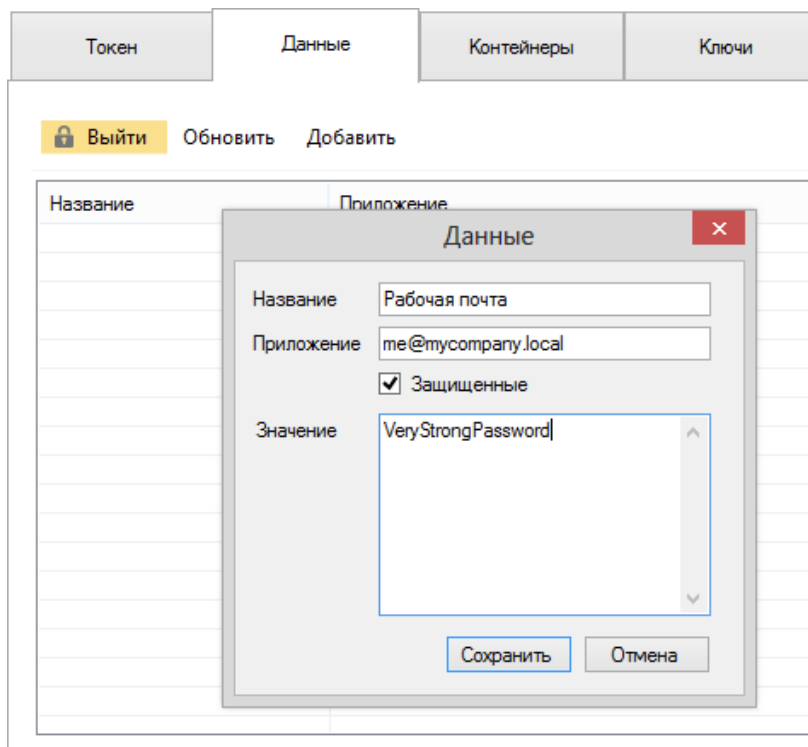 Токен Данные Контейнеры Ключи
Выйти Обновить Добавить
Название Приложение
Данные
Название Рабочая почта
Приложение me@mycompany.local
Защищенные
Значение VeryStrongPassword
Сохранить Отмена